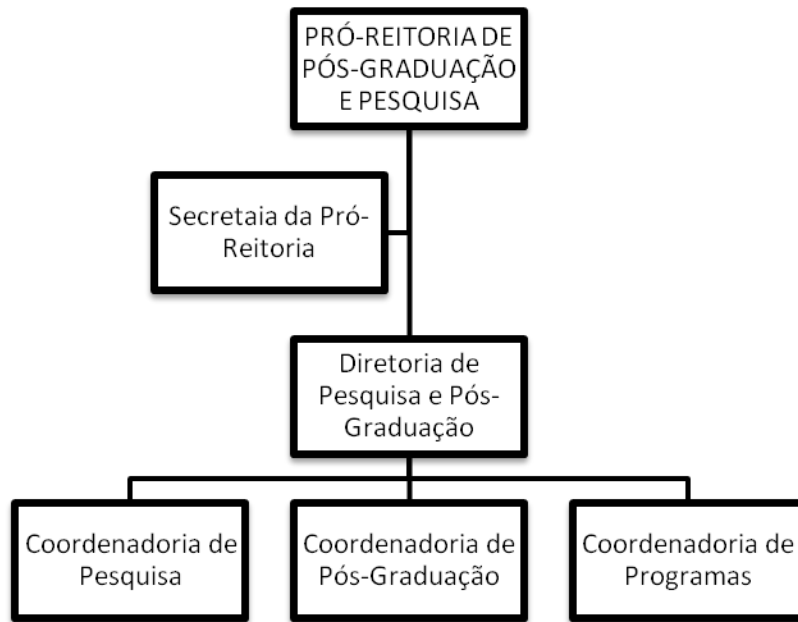 PRÓ-REITORIA DE
PÓS-GRADUAÇÃO
E PESQUISA
Secretaia da Pró-
Reitoria
Diretoria de
Pesquisa e Pós-
Graduação
Coordenadoria de
Pesquisa
Coordenadoria de
Pós-Graduação
Coordenadoria de
Programas